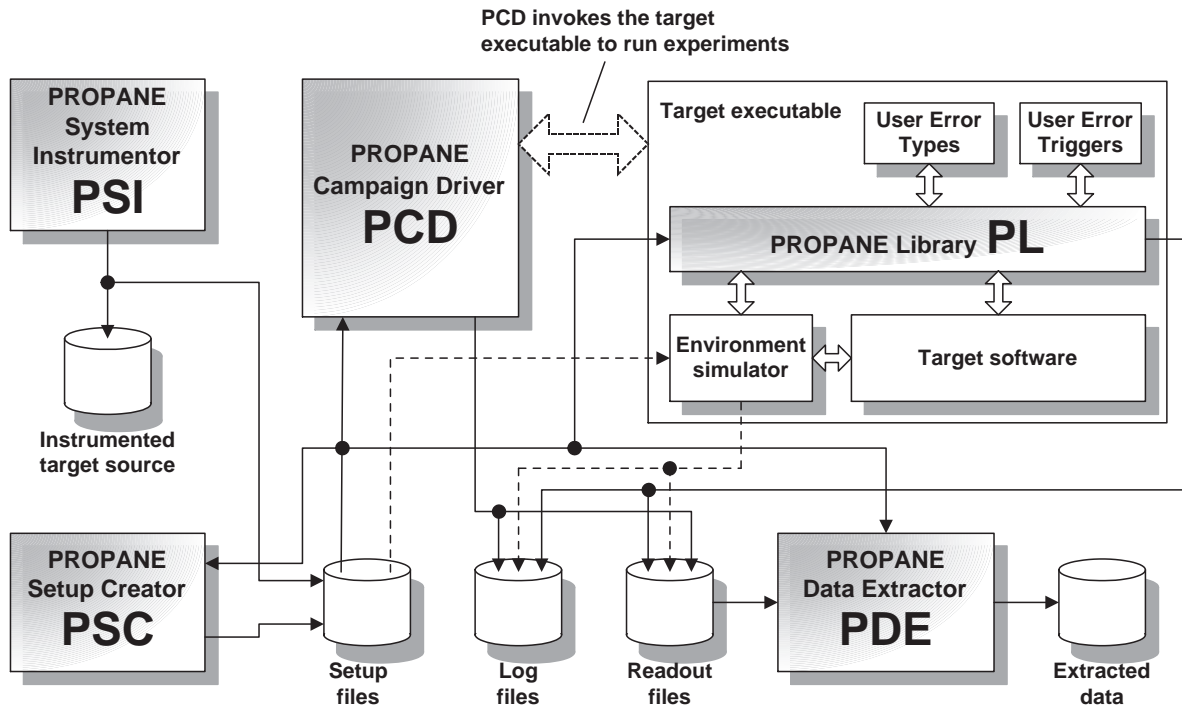 PCD invokes the target
executable to run experiments
PROPANE
System
Instrumentor
PSI
PROPANE
Campaign Driver
PCD
Target executable
User Error
Types
User Error
Triggers
PROPANE Library PL
Environment
simulator
Target software
Instrumented
target source
PROPANE
Setup Creator
PSC
Setup
files
Log
files
Readout
files
PROPANE
Data Extractor
PDE
Extracted
data